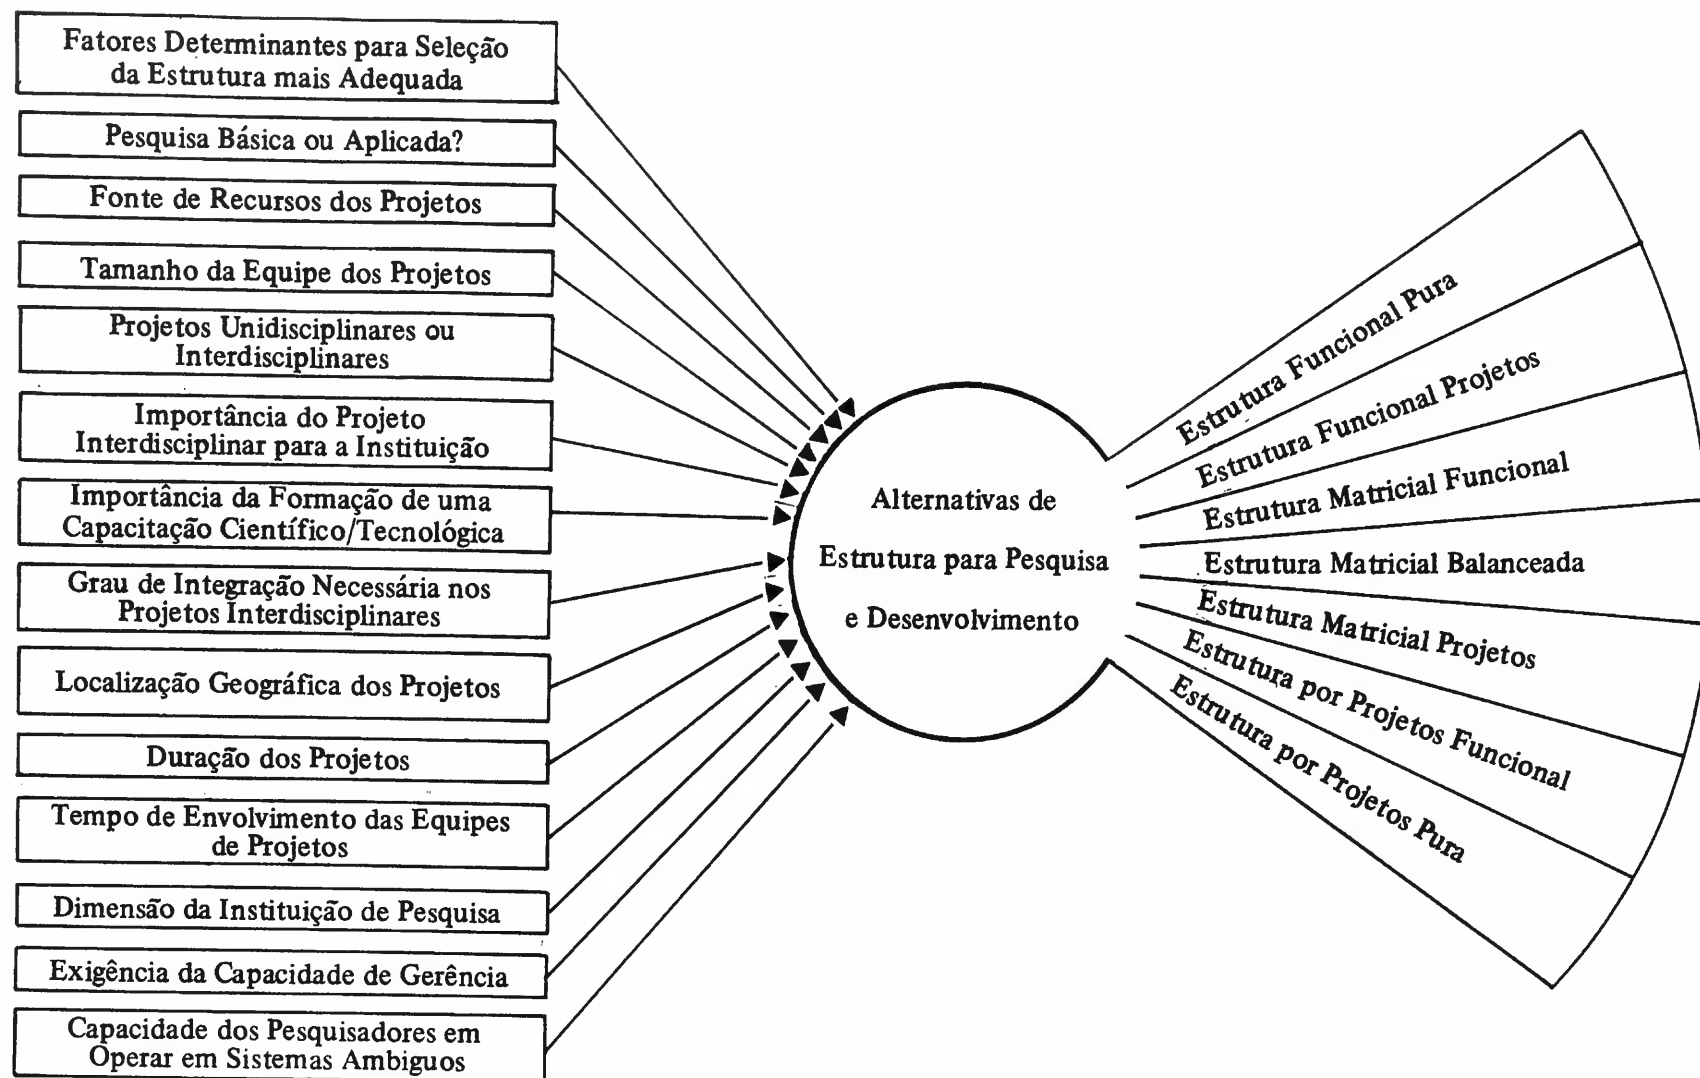 Fatores Determinantes para Seleção
da Estrutura mais Adequada
Pesquisa Básica ou Aplicada?
Fonte de Recursos dos Projetos
Tamanho da Equipe dos Projetos
Projetos Unidisciplinares ou
Interdisciplinares
Importância do Projeto
Interdisciplinar para a Instituição
Importância da Formação de uma
Capacitação Científico/Tecnológica
Grau de Integração Necessária nos
Projetos Interdisciplinares
Localização Geográfica dos Projetos
Duração dos Projetos
Tempo de Envolvimento das Equipes
de Projetos
Dimensão da Instituição de Pesquisa
Exigência da Capacidade de Gerência
Capacidade dos Pesquisadores em
Operar em Sistemas Ambiguos
Alternativas de
Estrutura para Pesquisa
e Desenvolvimento
Estrutura Funcional Pura
Estrutura Funcional Projetos
Estrutura Matricial Funcional
Estrutura Matricial Balanceada
Estrutura Matricial Projetos
Estrutura por Projetos Funcional
Estrutura por Projetos Pura